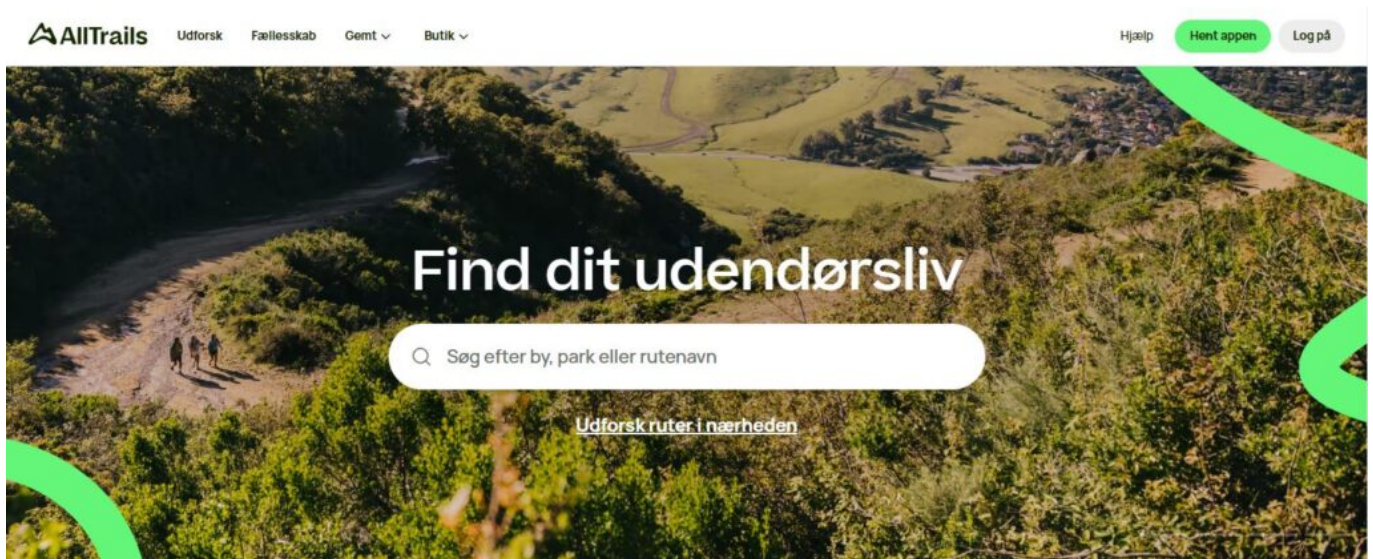 AllTrails Udforsk Fællesskab Gemt Butik Hjælp Hent appen Log på
Find dit udendørsliv
Søg efter by, park eller rutenavn
Udforsk ruter i nærheden